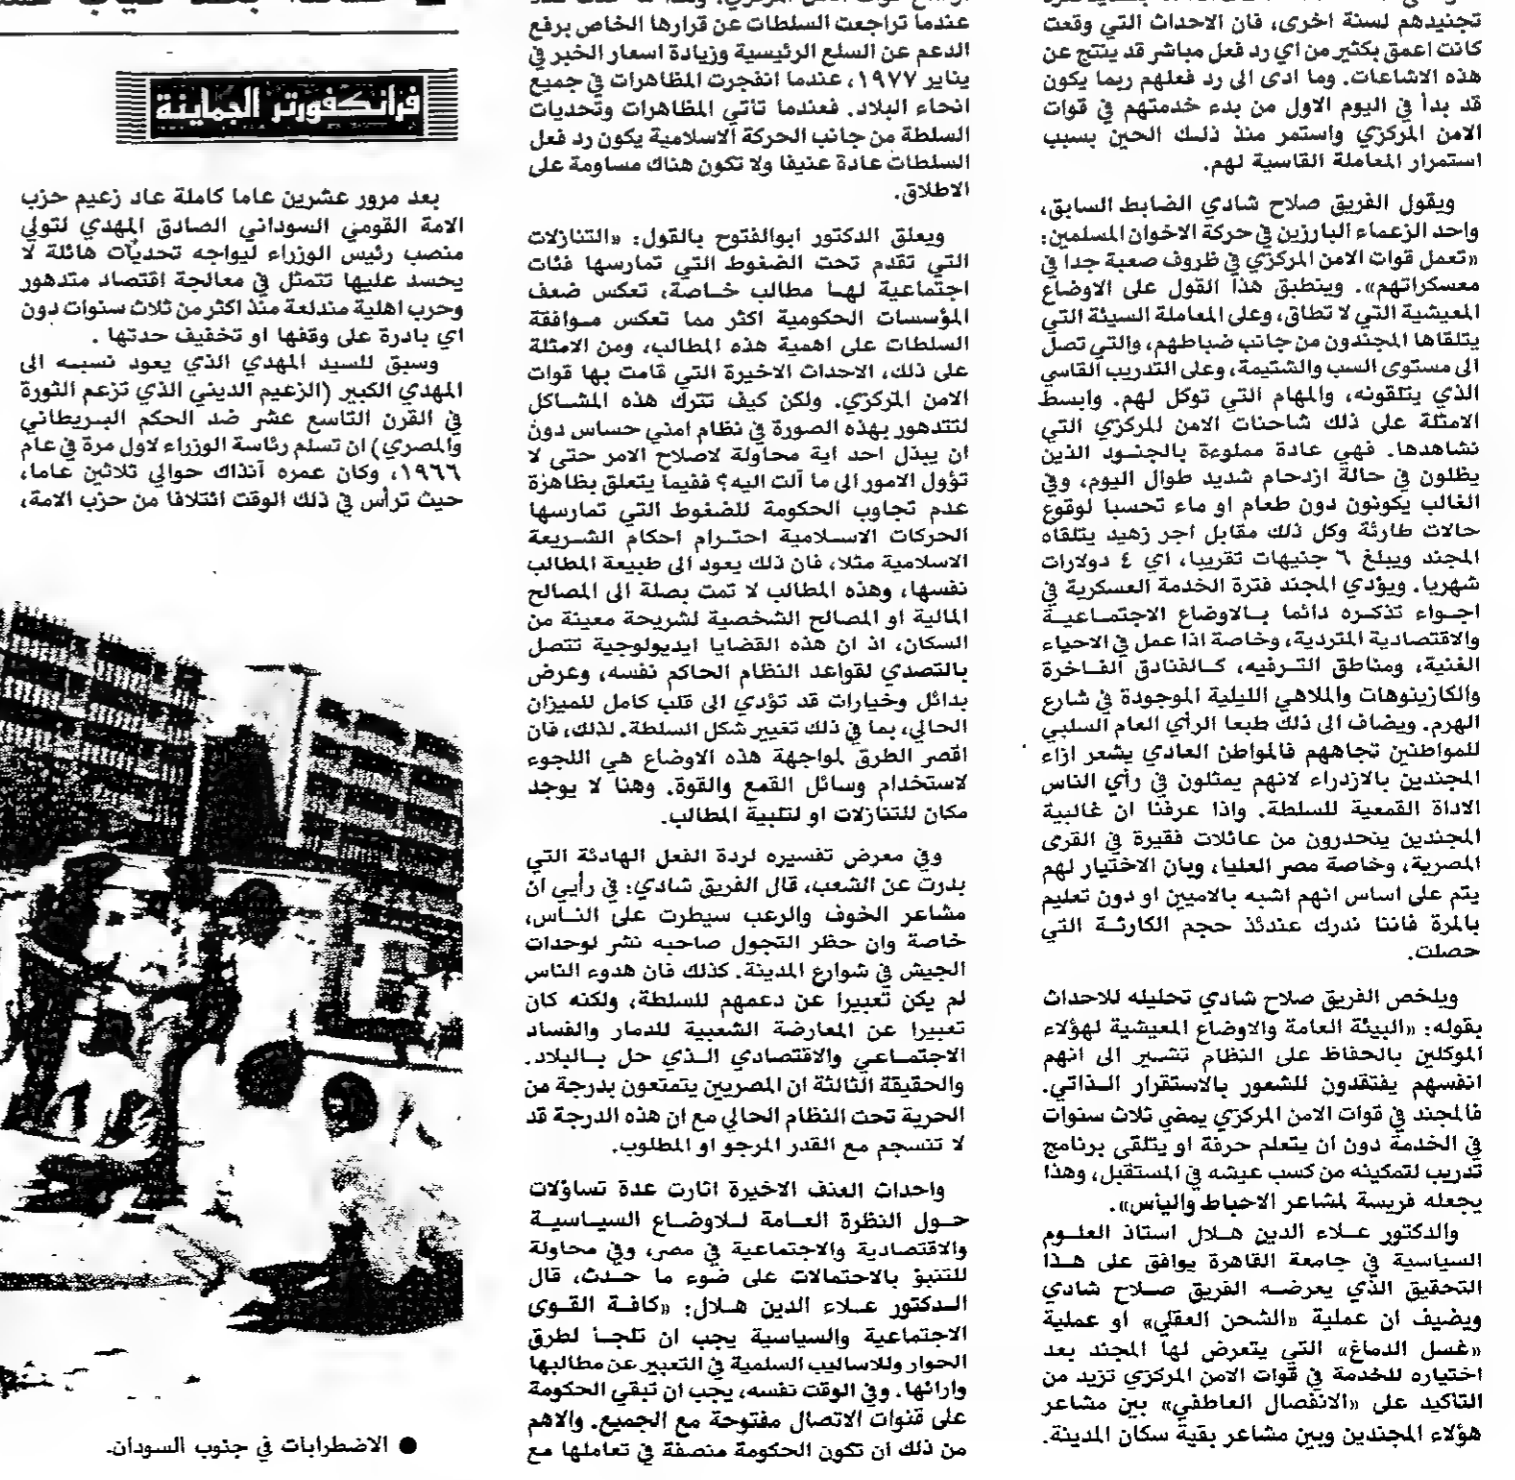 تجنيدهم لسنة اخرى، فان الاحداث التي وقعت
كانت اعمق بكثير من اي رد فعل مباشر قد ينتج عن
هذه الاشاعات. وما ادى الى رد فعلهم ربما يكون
قد بدأ في اليوم الاول من بدء خدمتهم في قوات
الامن المركزي واستمر منذ ذلك الحين بسبب
استمرار المعاملة القاسية لهم.
ويقول الفريق صلاح شادي الضابط السابق،
واحد الزعماء البارزين في حركة الاخوان المسلمين:
«تعمل قوات الامن المركزي في ظروف صعبة جدا في
معسكراتهم». وينطبق هذا القول على الاوضاع
المعيشية التي لا تطاق، وعلى المعاملة السيئة التي
يتلقاها المجندون من جانب ضباطهم، والتي تصل
الى مستوى السب والشتيمة، وعلى التدريب القاسي
الذي يتلقونه، والمهام التي توكل لهم. وابسط
الامثلة على ذلك شاحنات الامن المركزي التي
نشاهدها. فهي عادة مملوءة بالجنود الذين
يظلون في حالة ازدحام شديد طوال اليوم، وفي
الغالب يكونون دون طعام او ماء تحسبا لوقوع
حالات طارئة وكل ذلك مقابل اجر زهيد يتلقاه
المجند ويبلغ ٦ جنيهات تقريبا، اي ٤ دولارات
شهريا. ويؤدي المجند فترة الخدمة العسكرية في
اجواء تذكره دائما بالاوضاع الاجتماعية
والاقتصادية المتردية، وخاصة اذا عمل في الاحياء
الغنية، ومناطق الترفيه، كالفنادق الفاخرة
والكازينوهات والملاهي الليلية الموجودة في شارع
الهرم. ويضاف الى ذلك طبعا الرأي العام السلبي
للمواطنين تجاههم فالمواطن العادي يشعر ازاء
المجندين بالازدراء لانهم يمثلون في رأي الناس
الاداة القمعية للسلطة. واذا عرفنا ان غالبية
المجندين ينحدرون من عائلات فقيرة في القرى
المصرية، وخاصة مصر العليا، وبان الاختيار لهم
يتم على اساس انهم اشبه بالاميين او دون تعليم
بالمرة فاننا ندرك عندئذ حجم الكارثة التي
حصلت.
ويلخص الفريق صلاح شادي تحليله للاحداث
بقوله: «البيئة العامة والاوضاع المعيشية لهؤلاء
الموكلين بالحفاظ على النظام تشير الى انهم
انفسهم يفتقدون للشعور بالاستقرار الذاتي.
فالمجند في قوات الامن المركزي يمضي ثلاث سنوات
في الخدمة دون ان يتعلم حرفة او يتلقى برنامج
تدريب لتمكينه من كسب عيشه في المستقبل، وهذا
يجعله فريسة لمشاعر الاحباط واليأس».
والدكتور علاء الدين هلال استاذ العلوم
السياسية في جامعة القاهرة يوافق على هذا
التحقيق الذي يعرضه الفريق صلاح شادي
ويضيف ان عملية «الشحن العقلي» او عملية
«غسل الدماغ» التي يتعرض لها المجند بعد
اختياره للخدمة في قوات الامن المركزي تزيد من
التاكيد على «الانفصال العاطفي» بين مشاعر
هؤلاء المجندين وبين مشاعر بقية سكان المدينة.
عندما تراجعت السلطات عن قرارها الخاص برفع
الدعم عن السلع الرئيسية وزيادة اسعار الخبر في
يناير ١٩٧٧، عندما انفجرت المظاهرات في جميع
انحاء البلاد. فعندما تأتي المظاهرات وتحديات
السلطة من جانب الحركة الاسلامية يكون رد فعل
السلطات عادة عنيفا ولا تكون هناك مساومة على
الاطلاق.
ويعلق الدكتور ابوالفتوح بالقول: «التنازلات
التي تقدم تحت الضغوط التي تمارسها فئات
اجتماعية لها مطالب خاصة، تعكس ضعف
المؤسسات الحكومية اكثر مما تعكس موافقة
السلطات على اهمية هذه المطالب، ومن الامثلة
على ذلك، الاحداث الاخيرة التي قامت بها قوات
الامن المركزي. ولكن كيف تترك هذه المشاكل
لتتدهور بهذه الصورة في نظام امني حساس دون
ان يبذل احد اية محاولة لاصلاح الامر حتى لا
تؤول الامور الى ما آلت اليه؟ ففيما يتعلق بظاهرة
عدم تجاوب الحكومة للضغوط التي تمارسها
الحركات الاسلامية احترام احكام الشريعة
الاسلامية مثلا، فان ذلك يعود الى طبيعة المطالب
نفسها، وهذه المطالب لا تمت بصلة الى المصالح
المالية او المصالح الشخصية لشريحة معينة من
السكان، اذ ان هذه القضايا ايديولوجية تتصل
بالتصدي لقواعد النظام الحاكم نفسه، وعرض
بدائل وخيارات قد تؤدي الى قلب كامل للميزان
الحالي، بما في ذلك تغيير شكل السلطة. لذلك، فان
اقصر الطرق لمواجهة هذه الاوضاع هي اللجوء
لاستخدام وسائل القمع والقوة. وهنا لا يوجد
مكان للتنازلات او لتلبية المطالب.
وفي معرض تفسيره لردة الفعل الهادئة التي
بدرت عن الشعب، قال الفريق شادي: في رأيي ان
مشاعر الخوف والرعب سيطرت على الناس،
خاصة وان حظر التجول صاحبه نشر لوحدات
الجيش في شوارع المدينة. كذلك فان هدوء الناس
لم يكن تعبيرا عن دعمهم للسلطة، ولكنه كان
تعبيرا عن المعارضة الشعبية للدمار والفساد
الاجتماعي والاقتصادي الذي حل بالبلاد.
والحقيقة الثالثة ان المصريين يتمتعون بدرجة من
الحرية تحت النظام الحالي مع ان هذه الدرجة قد
لا تنسجم مع القدر المرجو او المطلوب.
واحداث العنف الاخيرة اثارت عدة تساؤلات
حول النظرة العامة للاوضاع السياسية
والاقتصادية والاجتماعية في مصر، وفي محاولة
للتنبؤ بالاحتمالات على ضوء ما حدث، قال
الدكتور علاء الدين هلال: «كافة القوى
الاجتماعية والسياسية يجب ان تلجأ لطرق
الحوار وللاساليب السلمية في التعبير عن مطالبها
وارائها. وفي الوقت نفسه، يجب ان تبقي الحكومة
على قنوات الاتصال مفتوحة مع الجميع. والاهم
من ذلك ان تكون الحكومة منصفة في تعاملها مع
فرانكفورتر الجماينة
بعد مرور عشرين عاما كاملة عاد زعيم حزب
الامة القومي السوداني الصادق المهدي لتولي
منصب رئيس الوزراء ليواجه تحديات هائلة لا
يحسد عليها تتمثل في معالجة اقتصاد متدهور
وحرب اهلية مندلعة منذ اكثر من ثلاث سنوات دون
اي بادرة على وقفها او تخفيف حدتها .
وسبق للسيد المهدي الذي يعود نسبه الى
المهدي الكبير (الزعيم الديني الذي تزعم الثورة
في القرن التاسع عشر ضد الحكم البريطاني
والمصري) ان تسلم رئاسة الوزراء لاول مرة في عام
١٩٦٦، وكان عمره آنذاك حوالي ثلاثين عاما،
حيث ترأس في ذلك الوقت ائتلافا من حزب الامة،
● الاضطرابات في جنوب السودان.